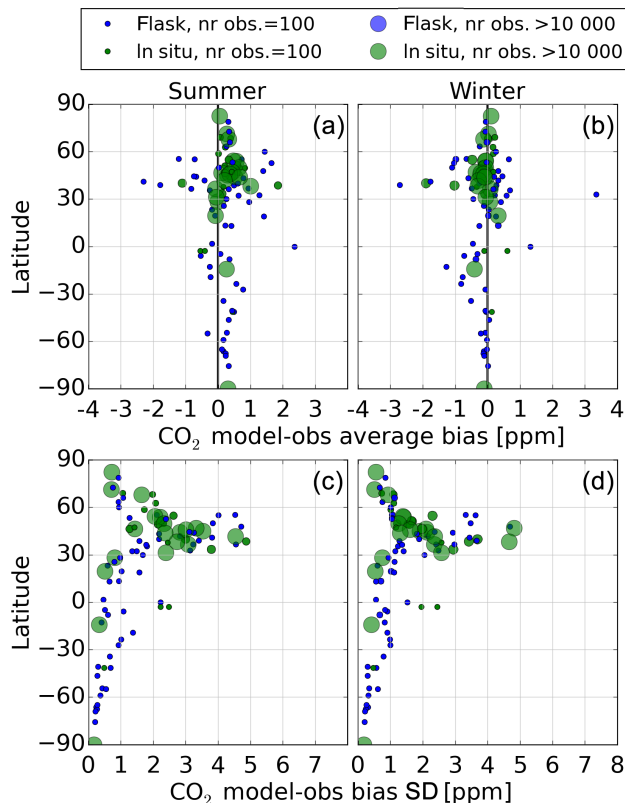 Flask, nr obs.=100 Flask, nr obs. >10 000
In situ, nr obs.=100 In situ, nr obs. >10 000
Summer Winter
(a) (b)
90
60
30
0
−30
−60
−90
Latitude
-4 -3 -2 -1 0 1 2 3 -4 -3 -2 -1 0 1 2 3 4
CO₂ model-obs average bias [ppm]
(c) (d)
90
60
30
0
−30
−60
−90
Latitude
0 1 2 3 4 5 6 7 0 1 2 3 4 5 6 7 8
CO₂ model-obs bias SD [ppm]